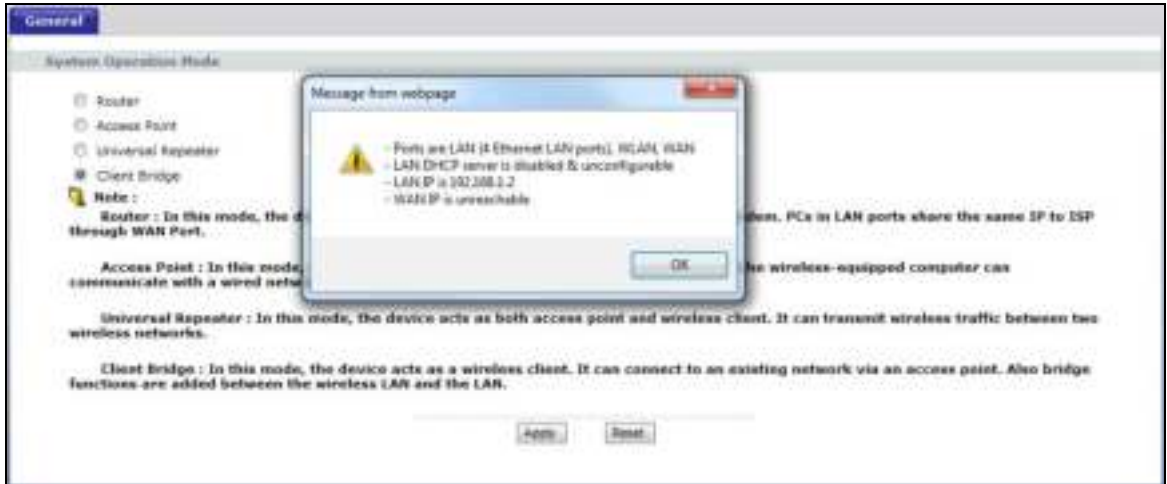 General
System Operation Mode
Router
Access Point
Universal Repeater
Client Bridge
Note :
Router : In this mode, the d
dem. PCs in LAN ports share the same IP to ISP
through WAN Port.
Access Point : In this mode,
he wireless-equipped computer can
communicate with a wired netw
Universal Repeater : In this mode, the device acts as both access point and wireless client. It can transmit wireless traffic between two
wireless networks.
Client Bridge : In this mode, the device acts as a wireless client. It can connect to an existing network via an access point. Also bridge
functions are added between the wireless LAN and the LAN.
Message from webpage
- Ports are LAN (4 Ethernet LAN ports), WLAN, WAN
- LAN DHCP server is disabled & unconfigurable
- LAN IP is 192.168.1.2
- WAN IP is unreachable
OK
Apply
Reset